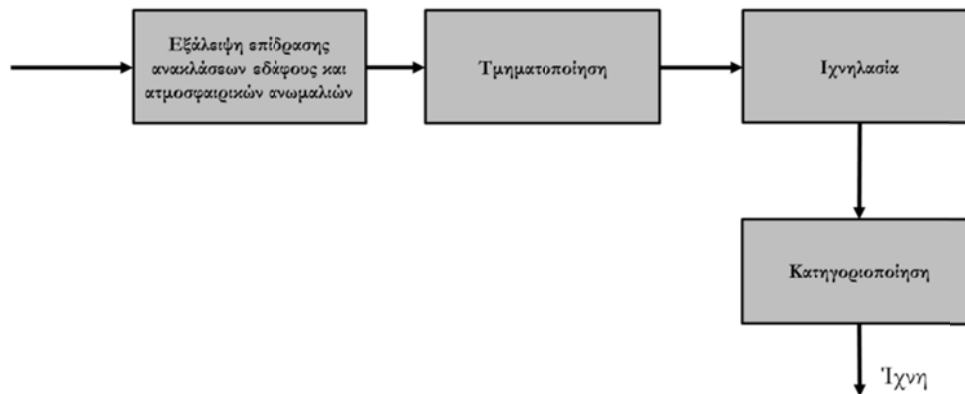 Εξάλειψη επίδρασης
ανακλάσεων εδάφους και
ατμοσφαιρικών ανωμαλιών
Τμηματοποίηση
Ιχνηλασία
Κατηγοριοποίηση
Ίχνη